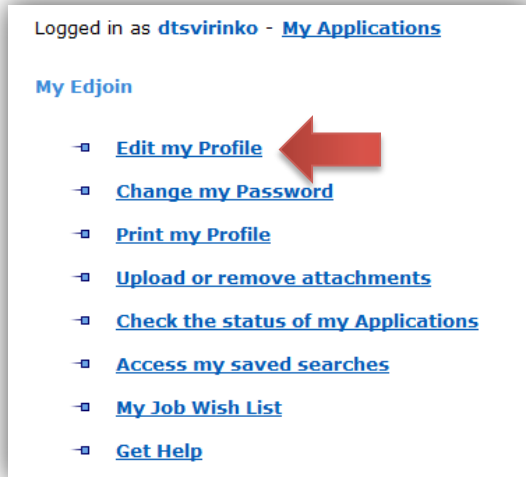 Logged in as dtsvirinko - My Applications
My Edjoin
Edit my Profile
Change my Password
Print my Profile
Upload or remove attachments
Check the status of my Applications
Access my saved searches
My Job Wish List
Get Help